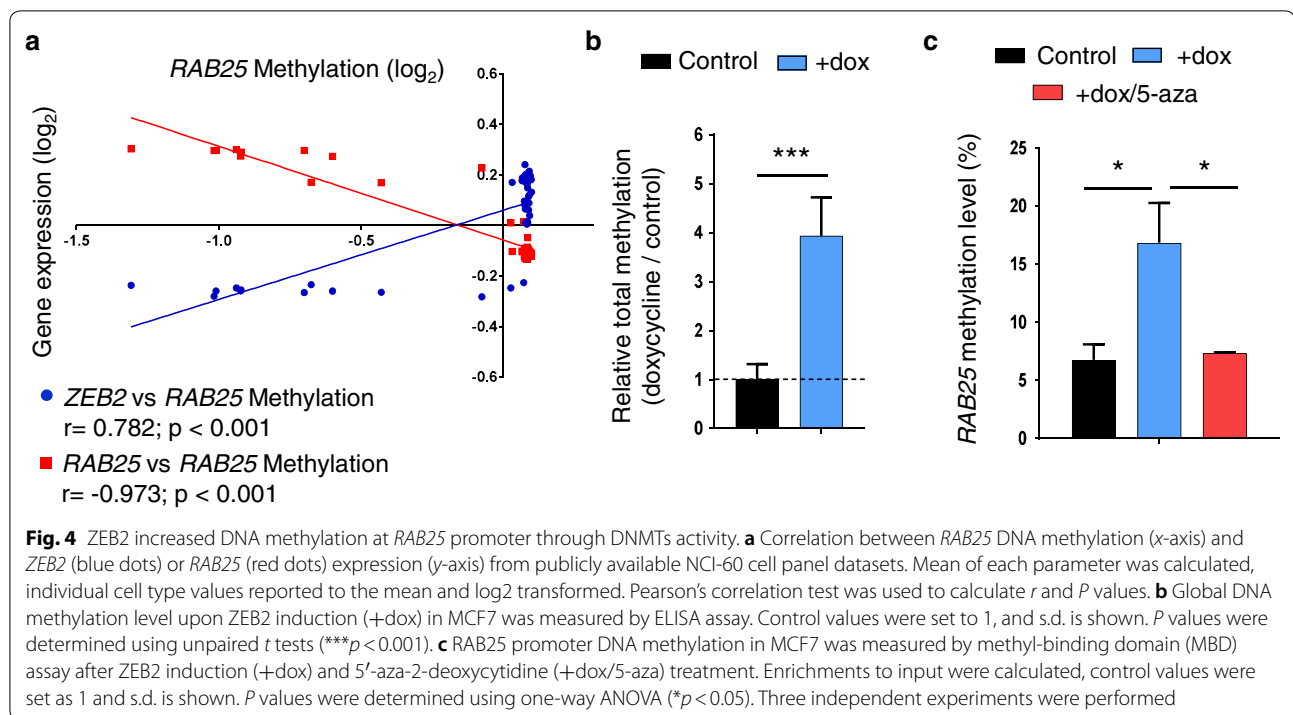 a
RAB25 Methylation (log2)
Gene expression (log2)
0.6
0.4
0.2
-0.2
-0.4
-0.6
-1.5
-1.0
-0.5
ZEB2 vs RAB25 Methylation
r= 0.782; p < 0.001
RAB25 vs RAB25 Methylation
r= -0.973; p < 0.001
b
Control
+dox
Relative total methylation
(doxycycline / control)
6
5
4
3
2
1
0
***
c
Control
+dox
+dox/5-aza
RAB25 methylation level (%)
25
20
15
10
5
0
*
*
Fig. 4 ZEB2 increased DNA methylation at RAB25 promoter through DNMTs activity. a Correlation between RAB25 DNA methylation (x-axis) and
ZEB2 (blue dots) or RAB25 (red dots) expression (y-axis) from publicly available NCI-60 cell panel datasets. Mean of each parameter was calculated,
individual cell type values reported to the mean and log2 transformed. Pearson's correlation test was used to calculate r and P values. b Global DNA
methylation level upon ZEB2 induction (+dox) in MCF7 was measured by ELISA assay. Control values were set to 1, and s.d. is shown. P values were
determined using unpaired t tests (***p < 0.001). c RAB25 promoter DNA methylation in MCF7 was measured by methyl-binding domain (MBD)
assay after ZEB2 induction (+dox) and 5′-aza-2-deoxycytidine (+dox/5-aza) treatment. Enrichments to input were calculated, control values were
set as 1 and s.d. is shown. P values were determined using one-way ANOVA (*p < 0.05). Three independent experiments were performed